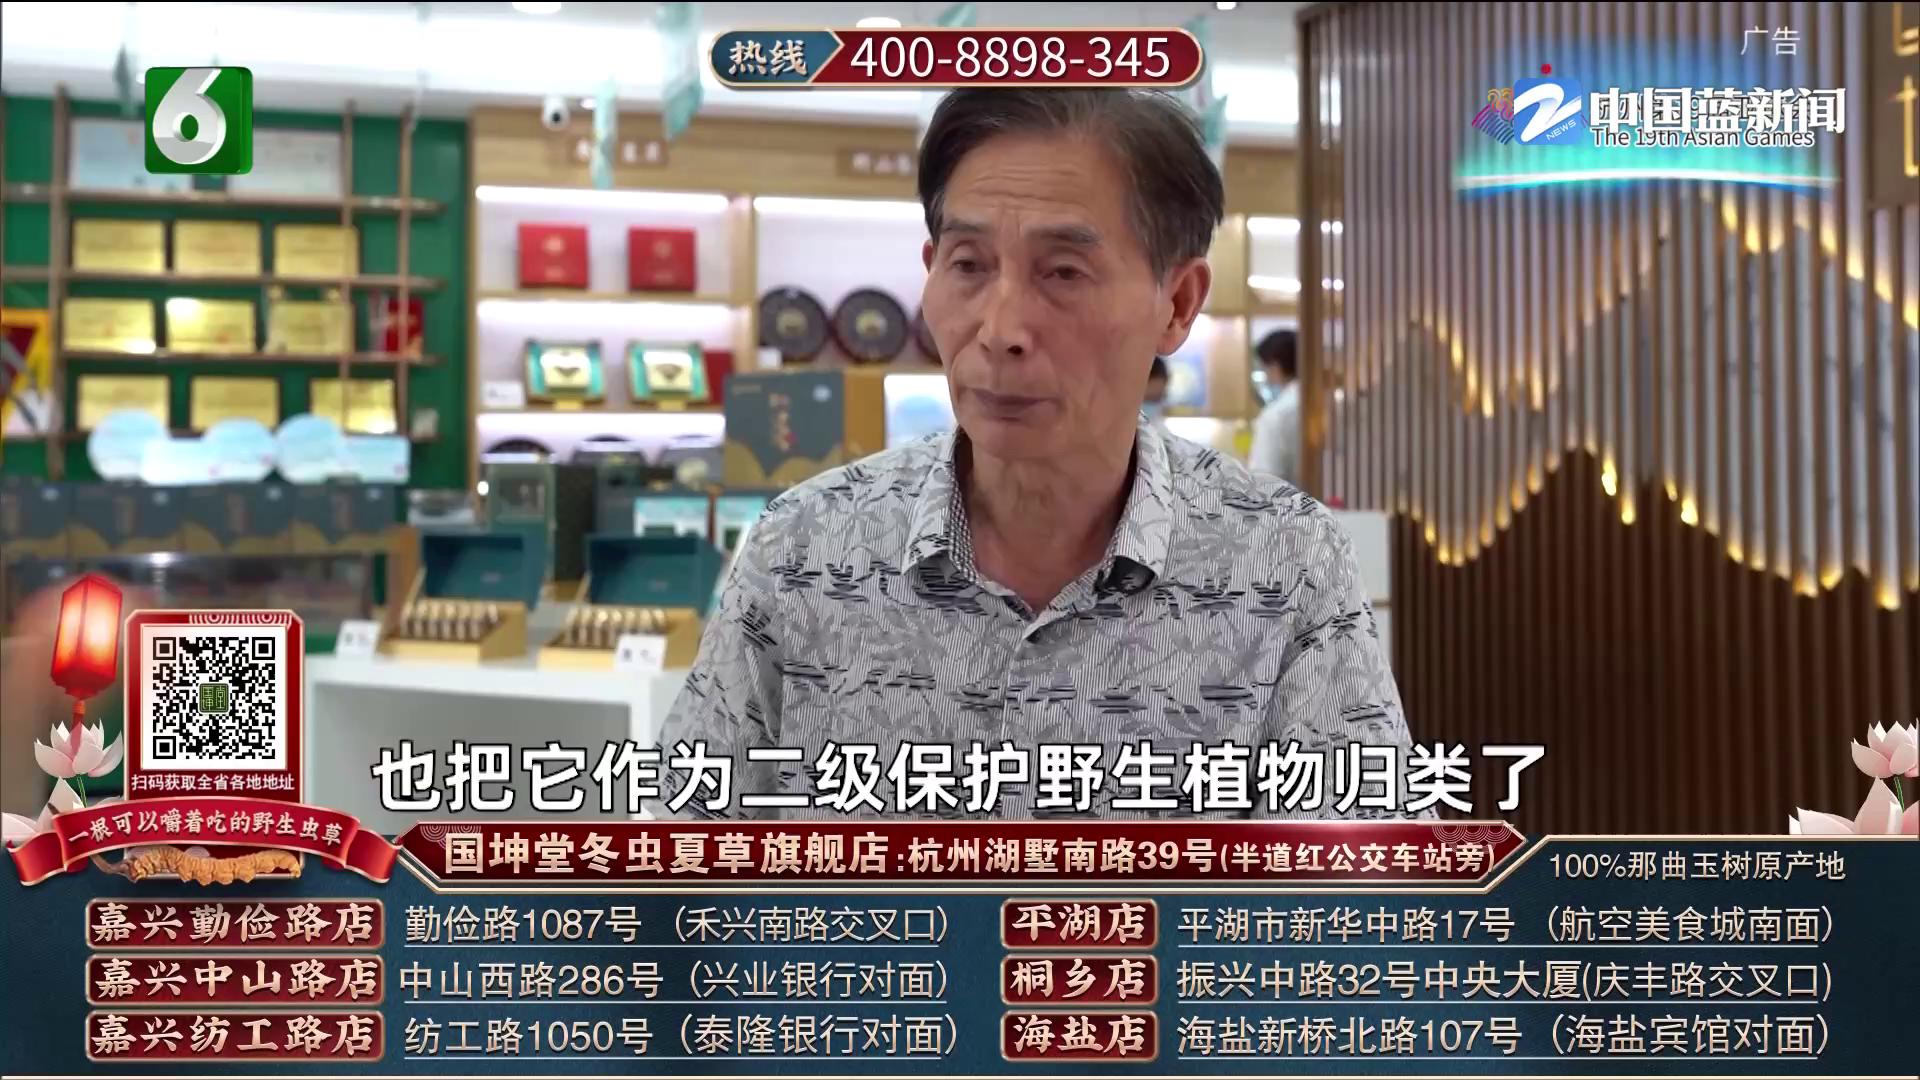 广告
热线 400-8898-345
6
中国蓝新闻
NEWS
The 19th Asian Games
扫码获取全省各地地址
一根可以嚼着吃的野生虫草
也把它作为二级保护野生植物归类了
国坤堂冬虫夏草旗舰店:杭州湖墅南路39号(半道红公交车站旁)
100%那曲玉树原产地
嘉兴勤俭路店 勤俭路1087号（禾兴南路交叉口）
平湖店 平湖市新华中路17号（航空美食城南面）
嘉兴中山路店 中山西路286号（兴业银行对面）
桐乡店 振兴中路32号中央大厦(庆丰路交叉口)
嘉兴纺工路店 纺工路1050号（泰隆银行对面）
海盐店 海盐新桥北路107号（海盐宾馆对面）